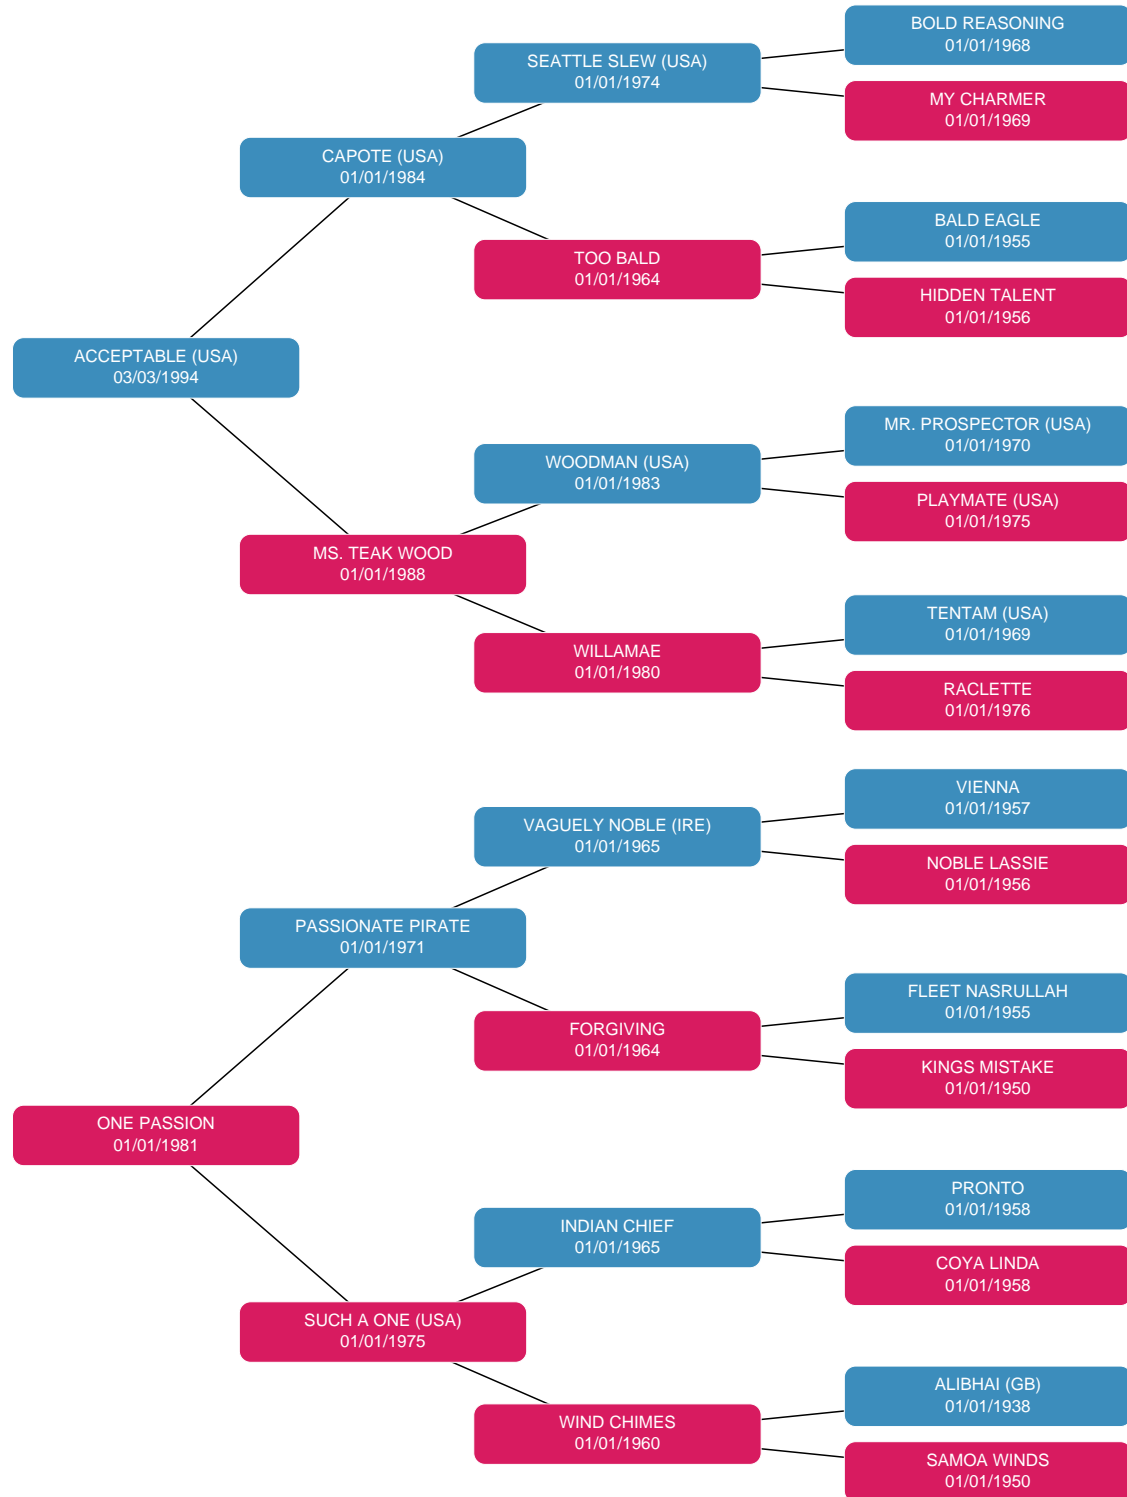 BOLD REASONING
01/01/1968
SEATTLE SLEW (USA)
01/01/1974
MY CHARMER
01/01/1969
CAPOTE (USA)
01/01/1984
BALD EAGLE
01/01/1955
TOO BALD
01/01/1964
HIDDEN TALENT
01/01/1956
ACCEPTABLE (USA)
03/03/1994
MR. PROSPECTOR (USA)
01/01/1970
WOODMAN (USA)
01/01/1983
PLAYMATE (USA)
01/01/1975
MS. TEAK WOOD
01/01/1988
TENTAM (USA)
01/01/1969
WILLAMAE
01/01/1980
RACLETTE
01/01/1976
VIENNA
01/01/1957
VAGUELY NOBLE (IRE)
01/01/1965
NOBLE LASSIE
01/01/1956
PASSIONATE PIRATE
01/01/1971
FLEET NASRULLAH
01/01/1955
FORGIVING
01/01/1964
KINGS MISTAKE
01/01/1950
ONE PASSION
01/01/1981
PRONTO
01/01/1958
INDIAN CHIEF
01/01/1965
COYA LINDA
01/01/1958
SUCH A ONE (USA)
01/01/1975
ALIBHAI (GB)
01/01/1938
WIND CHIMES
01/01/1960
SAMOA WINDS
01/01/1950